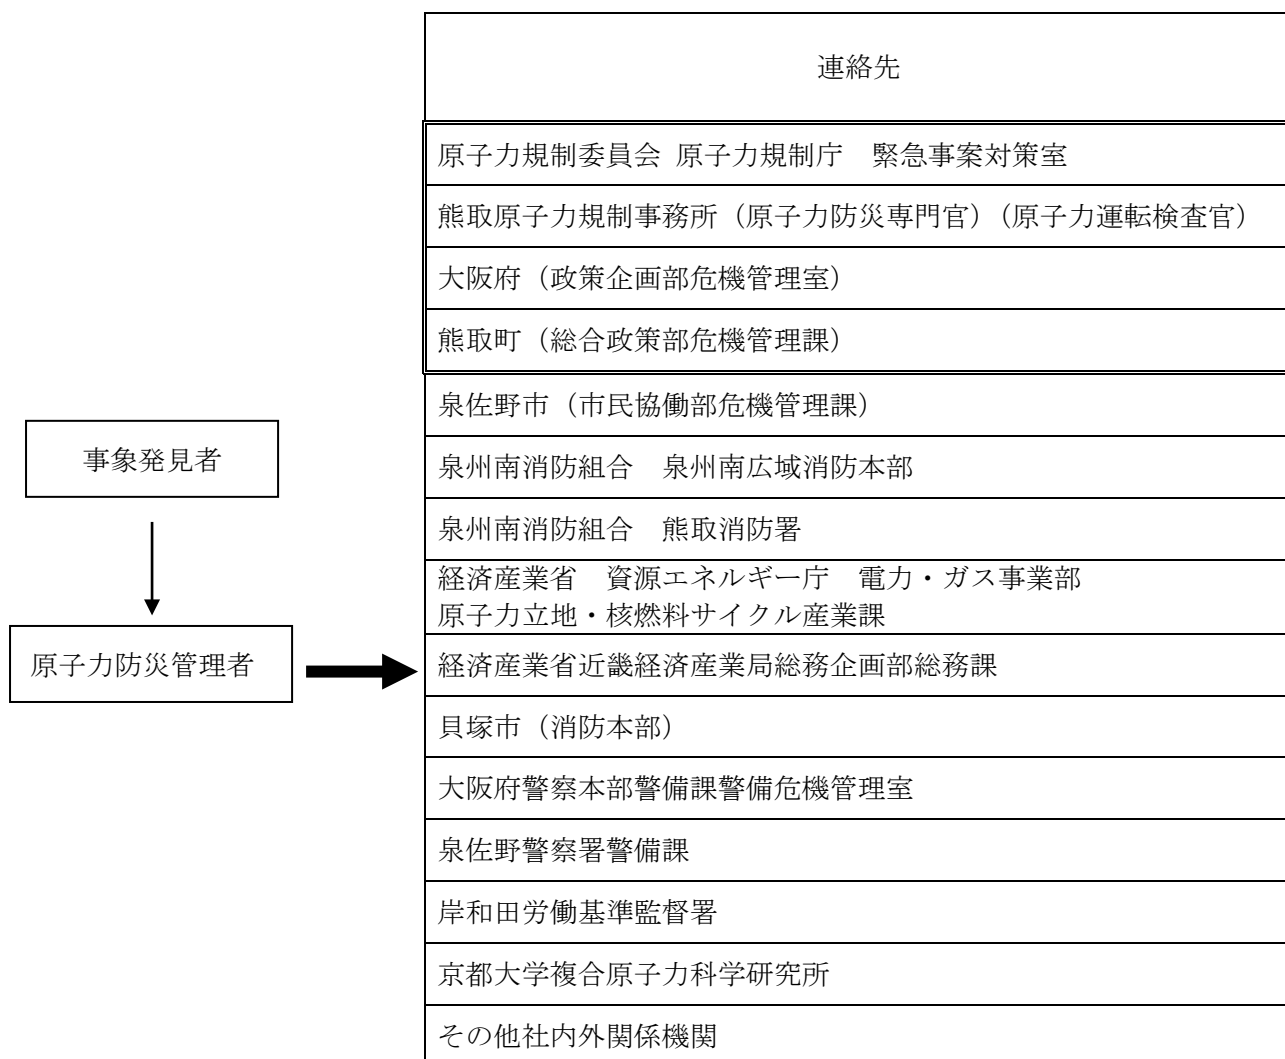 連絡先
原子力規制委員会 原子力規制庁　緊急事案対策室
熊取原子力規制事務所（原子力防災専門官）（原子力運転検査官）
大阪府（政策企画部危機管理室）
熊取町（総合政策部危機管理課）
泉佐野市（市民協働部危機管理課）
泉州南消防組合　泉州南広域消防本部
泉州南消防組合　熊取消防署
経済産業省　資源エネルギー庁　電力・ガス事業部
原子力立地・核燃料サイクル産業課
経済産業省近畿経済産業局総務企画部総務課
貝塚市（消防本部）
大阪府警察本部警備課警備危機管理室
泉佐野警察署警備課
岸和田労働基準監督署
京都大学複合原子力科学研究所
その他社内外関係機関
事象発見者
原子力防災管理者